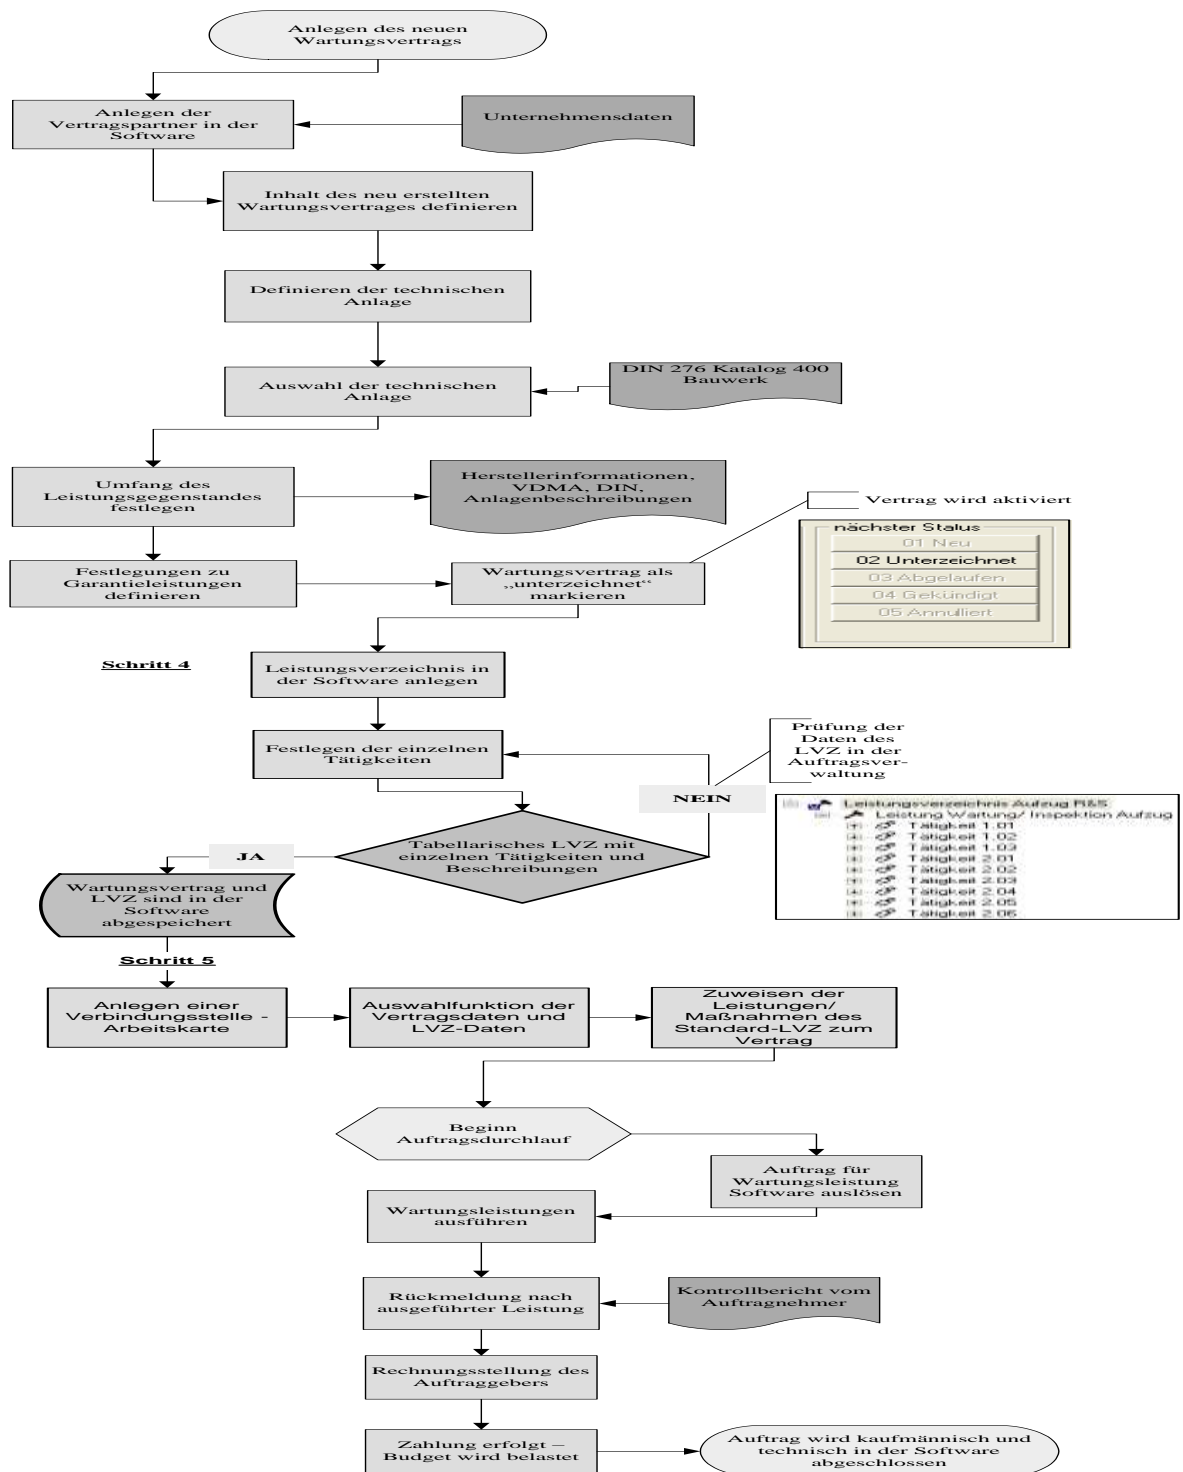 Anlegen des neuen
Wartungsvertrags
Anlegen der
Vertragspartner in der
Software
Unternehmensdaten
Inhalt des neu erstellten
Wartungsvertrages definieren
Definieren der technischen
Anlage
Auswahl der technischen
Anlage
DIN 276 Katalog 400
Bauwerk
Umfang des
Leistungsgegenstandes
festlegen
Herstellerinformationen,
VDMA, DIN,
Anlagenbeschreibungen
Vertrag wird aktiviert
nächster Status
01 Neu
02 Unterzeichnet
03 Abgelaufen
04 Gekündigt
05 Annulliert
Festlegungen zu
Garantieleistungen
definieren
Wartungsvertrag als
„unterzeichnet“
markieren
Schritt 4
Leistungsverzeichnis in
der Software anlegen
Festlegen der einzelnen
Tätigkeiten
Prüfung der
Daten des
LVZ in der
Auftragsver-
waltung
NEIN
Leistungsverzeichnis Aufzug R&S
Leistung Wartung/ Inspektion Aufzug
Tätigkeit 1.01
Tätigkeit 1.02
Tätigkeit 1.03
Tätigkeit 2.01
Tätigkeit 2.02
Tätigkeit 2.03
Tätigkeit 2.04
Tätigkeit 2.05
Tätigkeit 2.06
Tabellarisches LVZ mit
einzelnen Tätigkeiten und
Beschreibungen
JA
Wartungsvertrag und
LVZ sind in der
Software
abgespeichert
Schritt 5
Anlegen einer
Verbindungsstelle -
Arbeitskarte
Auswahlfunktion der
Vertragsdaten und
LVZ-Daten
Zuweisen der
Leistungen/
Maßnahmen des
Standard-LVZ zum
Vertrag
Beginn
Auftragsdurchlauf
Auftrag für
Wartungsleistung
Software auslösen
Wartungsleistungen
ausführen
Rückmeldung nach
ausgeführter Leistung
Kontrollbericht vom
Auftragnehmer
Rechnungsstellung des
Auftraggebers
Zahlung erfolgt –
Budget wird belastet
Auftrag wird kaufmännisch und
technisch in der Software
abgeschlossen